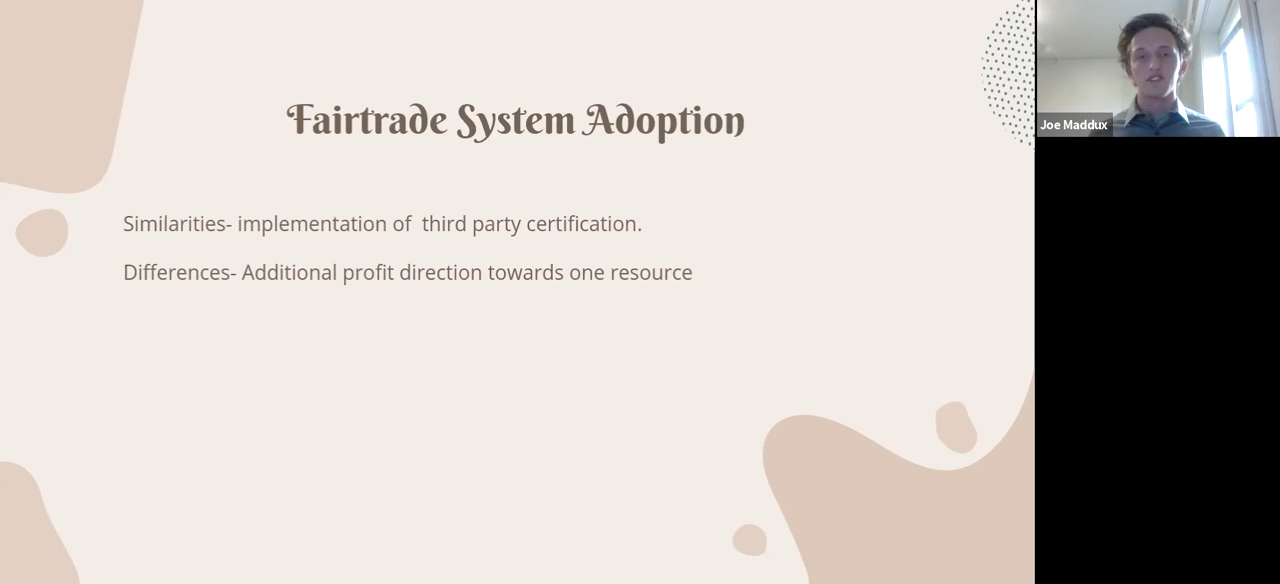 Fairtrade System Adoption
Similarities- implementation of  third party certification.
Differences- Additional profit direction towards one resource
Joe Maddux